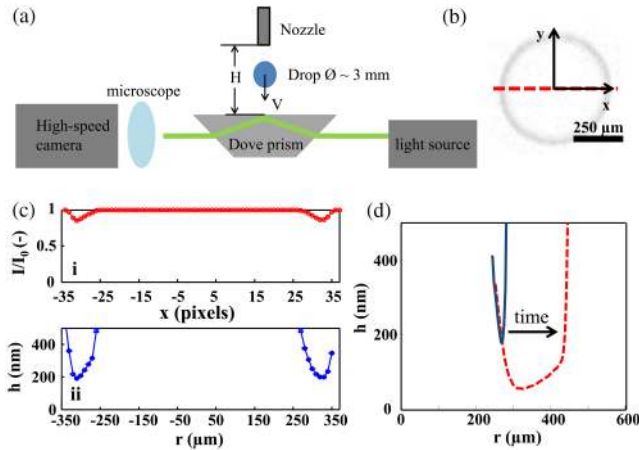 (a)
Nozzle
H
Drop Ø ~ 3 mm
microscope
V
High-speed
camera
Dove prism
light source
(b)
y
x
250 µm
(c)
I/I₀ (-)
1
0.5
0
i
-35 -25 -15 -5 5 15 25 35
x (pixels)
h (nm)
400
200
0
ii
-350 -250 -150 -50 50 150 250 350
r (µm)
(d)
h (nm)
400
200
0
time
0 200 400 600
r (µm)